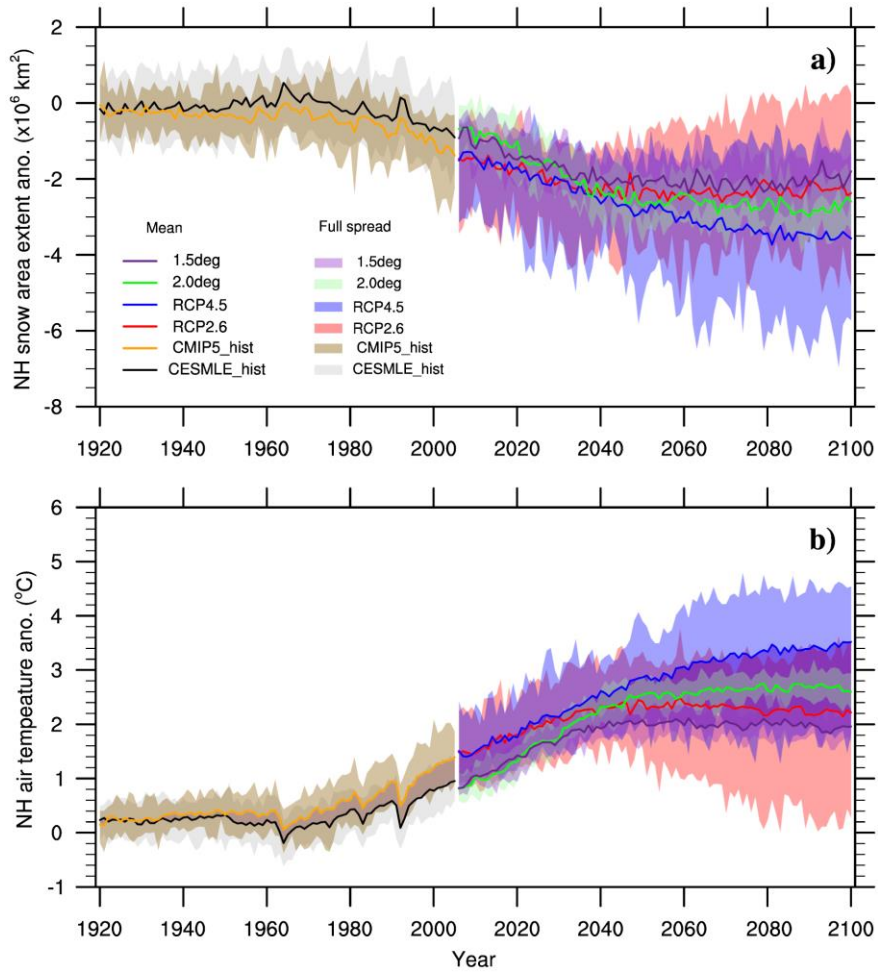 a)
2
0
-2
-4
-6
-8
NH snow area extent ano. (x10⁶ km²)
Mean Full spread
1.5deg 1.5deg
2.0deg 2.0deg
RCP4.5 RCP4.5
RCP2.6 RCP2.6
CMIP5_hist CMIP5_hist
CESMLE_hist CESMLE_hist
1920 1940 1960 1980 2000 2020 2040 2060 2080 2100
b)
6
5
4
3
2
1
0
-1
NH air tempeature ano. (°C)
1920 1940 1960 1980 2000 2020 2040 2060 2080 2100
Year